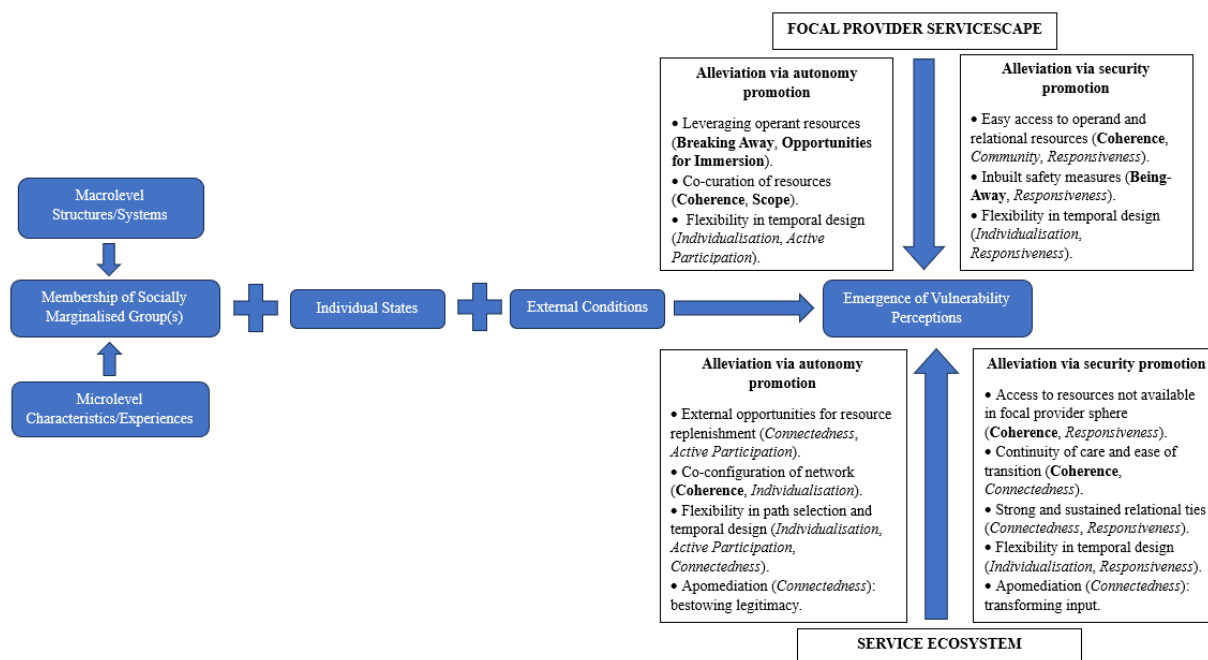 FOCAL PROVIDER SERVICESCAPE
Alleviation via autonomy
promotion
• Leveraging operant resources
(Breaking Away, Opportunities
for Immersion).
• Co-curation of resources
(Coherence, Scope).
• Flexibility in temporal design
(Individualisation, Active
Participation).
Alleviation via security
promotion
• Easy access to operand and
relational resources (Coherence,
Community, Responsiveness).
• Inbuilt safety measures (Being-
Away, Responsiveness).
• Flexibility in temporal design
(Individualisation,
Responsiveness).
Macrolevel
Structures/Systems
Membership of Socially
Marginalised Group(s)
Individual States
External Conditions
Emergence of Vulnerability
Perceptions
Microlevel
Characteristics/Experiences
Alleviation via autonomy
promotion
• External opportunities for resource
replenishment (Connectedness,
Active Participation).
• Co-configuration of network
(Coherence, Individualisation).
• Flexibility in path selection and
temporal design (Individualisation,
Active Participation,
Connectedness).
• Apomediation (Connectedness):
bestowing legitimacy.
Alleviation via security promotion
• Access to resources not available
in focal provider sphere
(Coherence, Responsiveness).
• Continuity of care and ease of
transition (Coherence,
Connectedness).
• Strong and sustained relational ties
(Connectedness, Responsiveness).
• Flexibility in temporal design
(Individualisation, Responsiveness).
• Apomediation (Connectedness):
transforming input.
SERVICE ECOSYSTEM